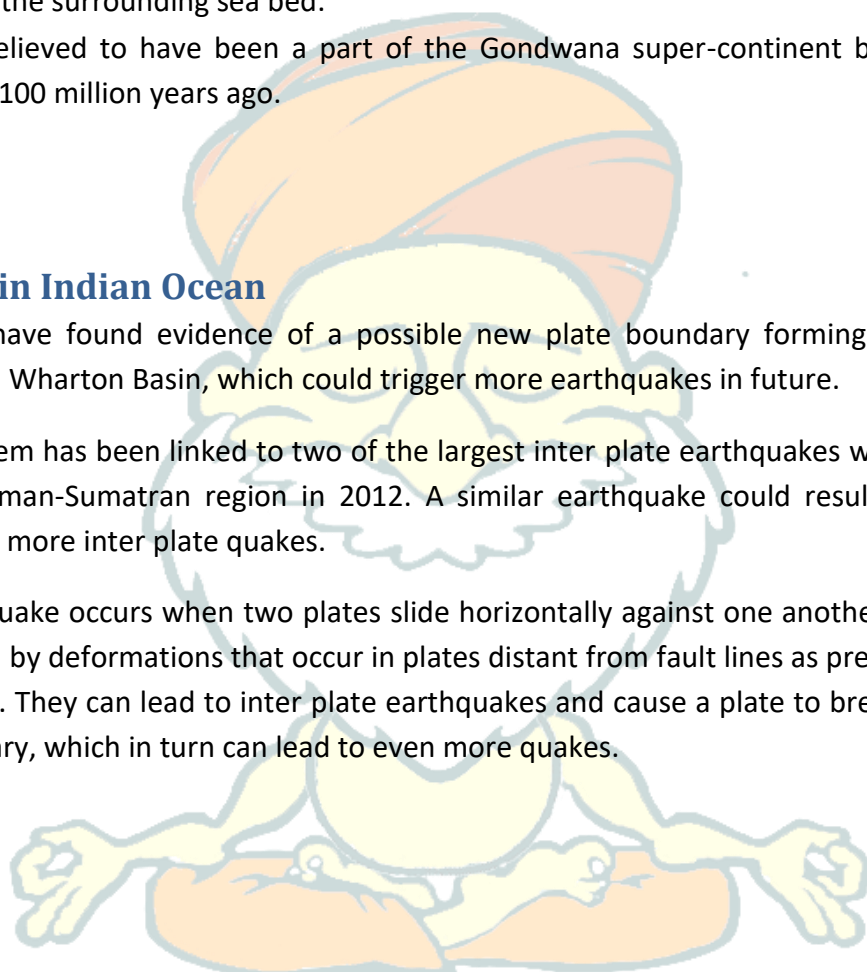 the surrounding sea bed.
elieved to have been a part of the Gondwana super-continent b
100 million years ago.
in Indian Ocean
have found evidence of a possible new plate boundary forming
Wharton Basin, which could trigger more earthquakes in future.
em has been linked to two of the largest inter plate earthquakes w
man-Sumatran region in 2012. A similar earthquake could resul
more inter plate quakes.
uake occurs when two plates slide horizontally against one anothe
by deformations that occur in plates distant from fault lines as pre
. They can lead to inter plate earthquakes and cause a plate to bre
ary, which in turn can lead to even more quakes.